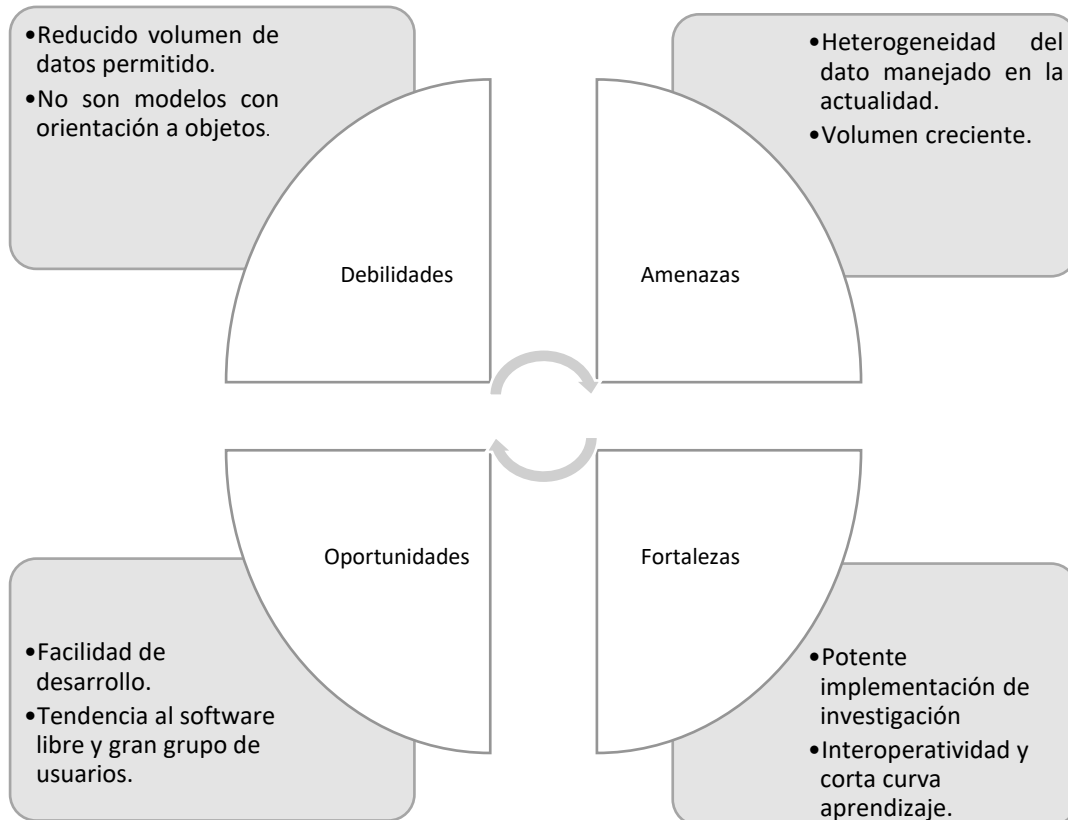 •Reducido volumen de
datos permitido.
•No son modelos con
orientación a objetos.
•Heterogeneidad del
dato manejado en la
actualidad.
•Volumen creciente.
Debilidades
Amenazas
Oportunidades
Fortalezas
•Facilidad de
desarrollo.
•Tendencia al software
libre y gran grupo de
usuarios.
•Potente
implementación de
investigación
•Interoperatividad y
corta curva
aprendizaje.